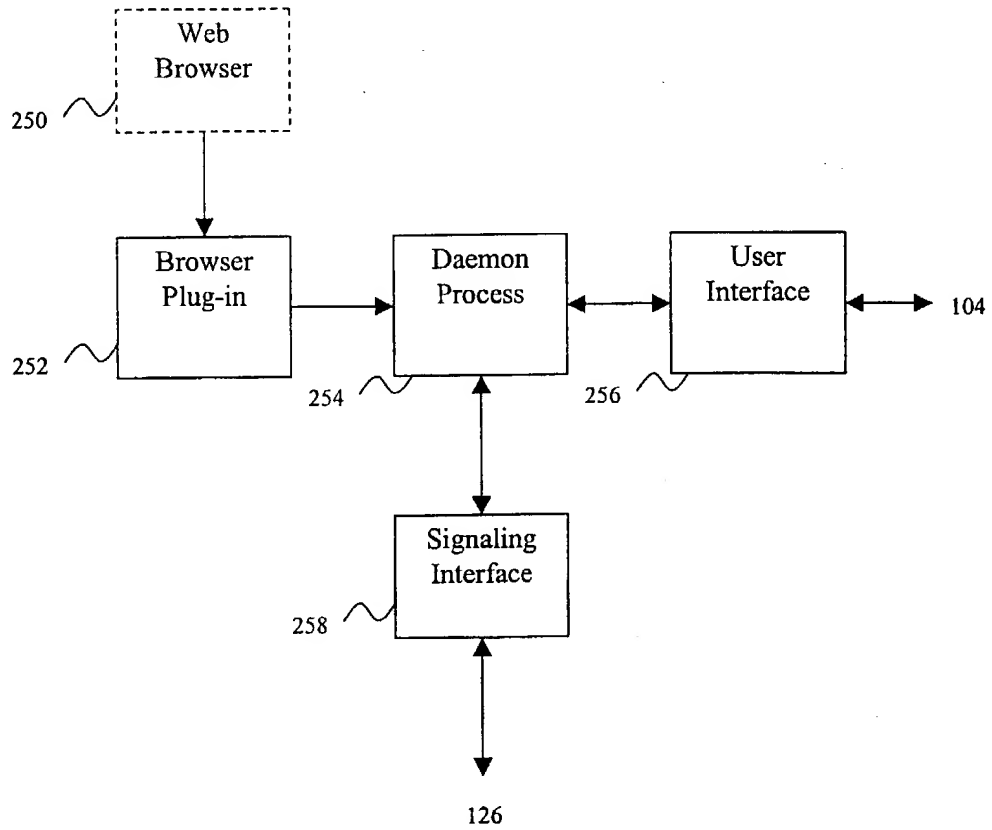 Web
Browser
250
Browser
Plug-in
Daemon
Process
User
Interface
104
252
254
256
Signaling
Interface
258
126